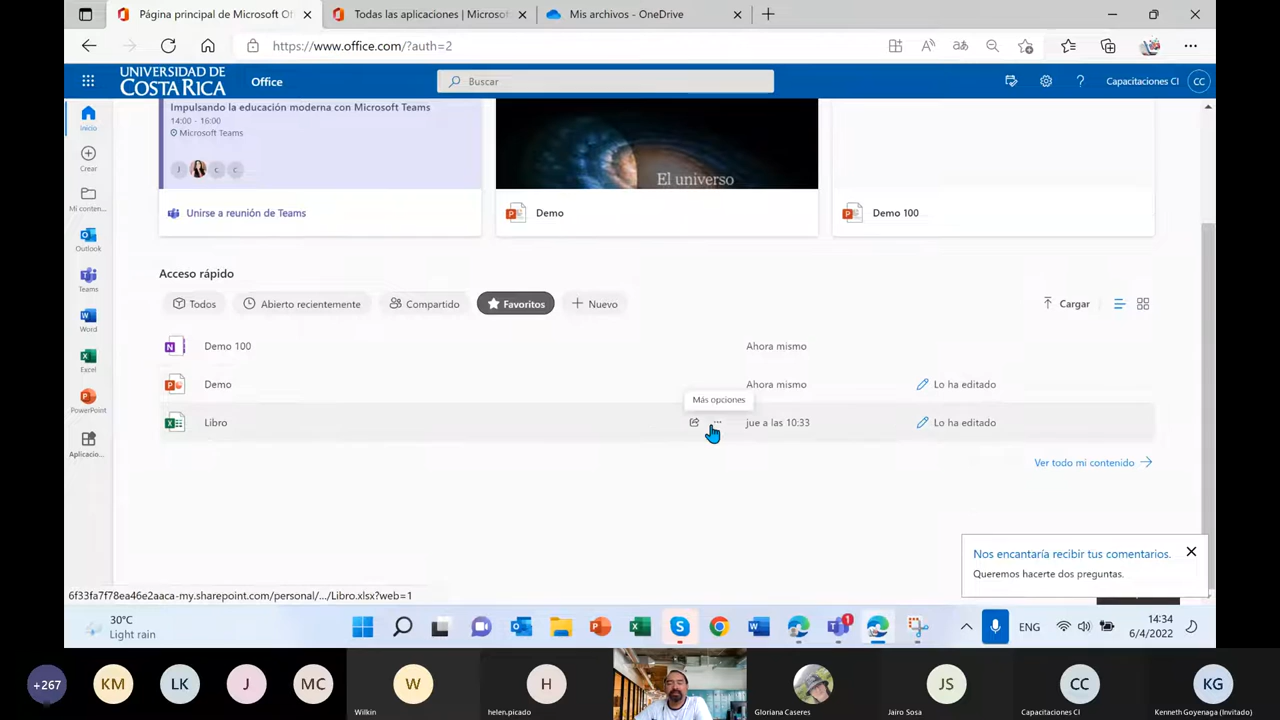 Página principal de Microsoft Of
Todas las aplicaciones | Microsof
Mis archivos - OneDrive
https://www.office.com/?auth=2
UNIVERSIDAD DE
COSTA RICA
Office
Buscar
Capacitaciones CI
CC
Inicio
Crear
Mi conten...
Outlook
Teams
Word
Excel
PowerPoint
Aplicacio...
Impulsando la educación moderna con Microsoft Teams
14:00 - 16:00
Microsoft Teams
J
C
C
Unirse a reunión de Teams
El universo
Demo
Demo 100
Acceso rápido
Todos
Abierto recientemente
Compartido
Favoritos
Nuevo
Cargar
Demo 100
Ahora mismo
Demo
Ahora mismo
Lo ha editado
Más opciones
Libro
jue a las 10:33
Lo ha editado
Ver todo mi contenido
Nos encantaría recibir tus comentarios.
Queremos hacerte dos preguntas.
6f33fa7f78ea46e2aaca-my.sharepoint.com/personal/.../Libro.xlsx?web=1
30°C
Light rain
1
ENG
14:34
6/4/2022
+267
KM
LK
J
MC
W
Wilkin
H
helen.picado
Gloriana Caseres
JS
Jairo Sosa
CC
Capacitaciones CI
KG
Kenneth Goyenaga (Invitado)